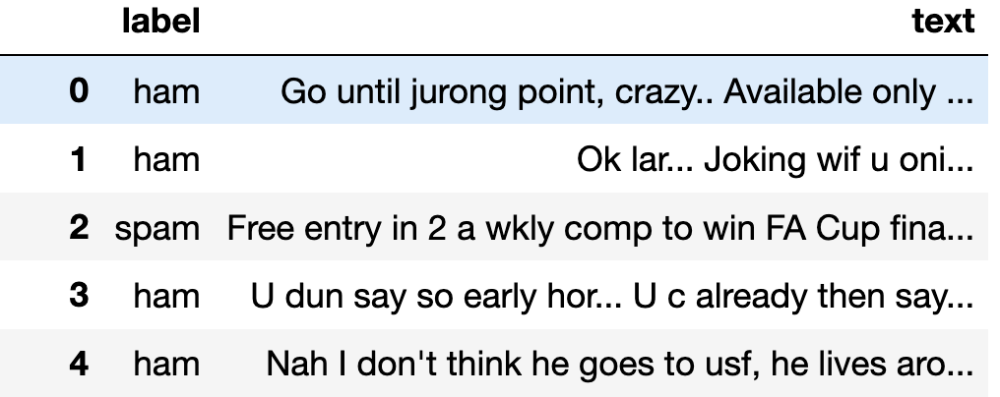 label text
0 ham Go until jurong point, crazy.. Available only ...
1 ham Ok lar... Joking wif u oni...
2 spam Free entry in 2 a wkly comp to win FA Cup fina...
3 ham U dun say so early hor... U c already then say...
4 ham Nah I don't think he goes to usf, he lives aro...